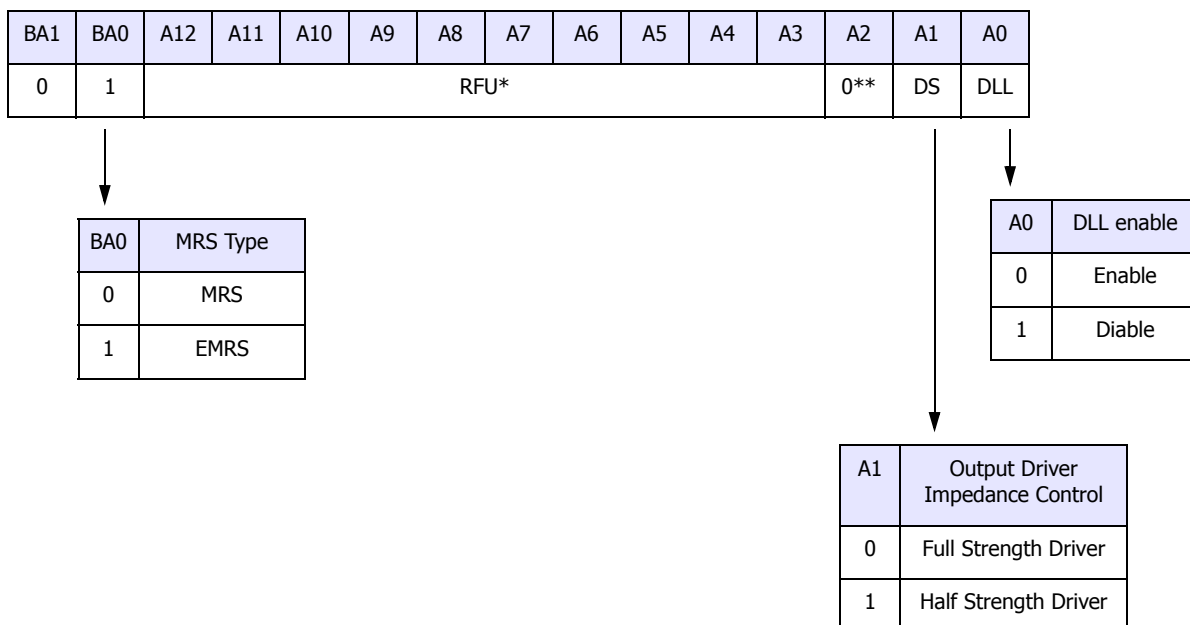 BA1 BA0 A12 A11 A10 A9 A8 A7 A6 A5 A4 A3 A2 A1 A0
0 1 RFU* 0** DS DLL
BA0 MRS Type
0 MRS
1 EMRS
A0 DLL enable
0 Enable
1 Diable
A1 Output Driver
Impedance Control
0 Full Strength Driver
1 Half Strength Driver